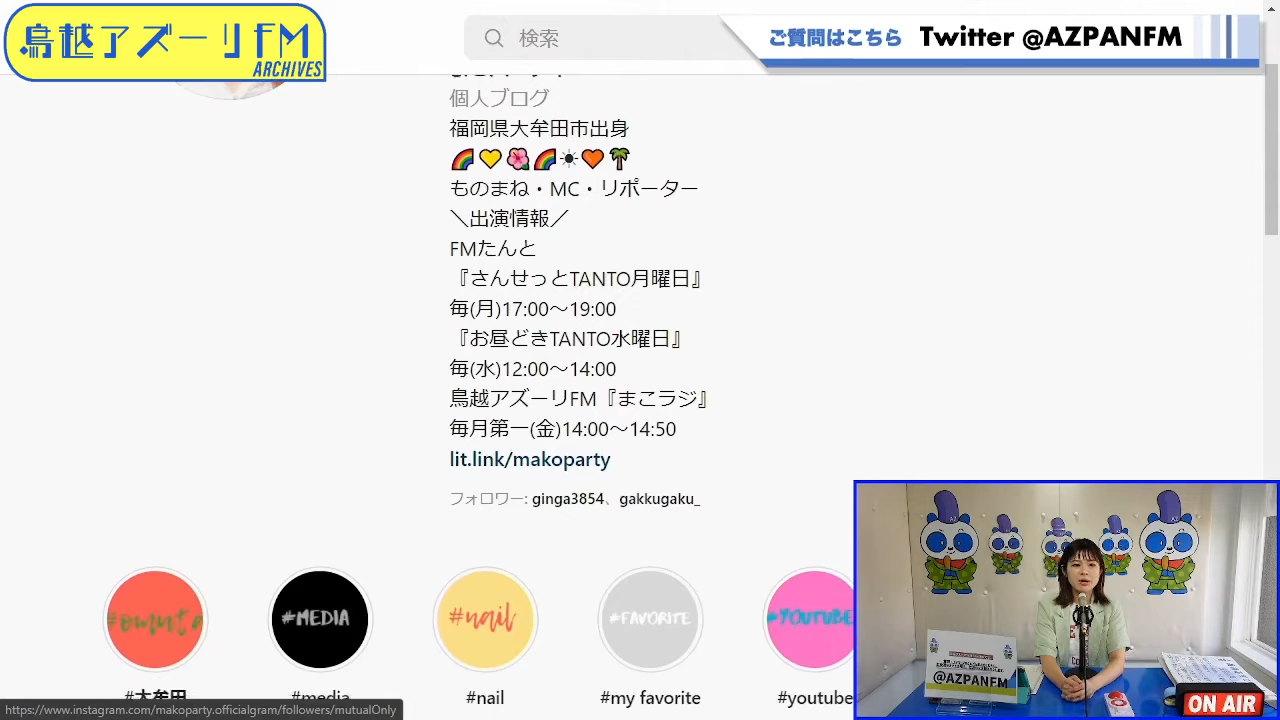 鳥越アズーリFM
ARCHIVES
検索
ご質問はこちら Twitter @AZPANFM
個人ブログ
福岡県大牟田市出身
🌈💛🌺🌈☀🧡🌴
ものまね・MC・リポーター
＼出演情報／
FMたんと
『さんせっとTANTO月曜日』
毎(月)17:00〜19:00
『お昼どきTANTO水曜日』
毎(水)12:00〜14:00
鳥越アズーリFM『まこラジ』
毎月第一(金)14:00〜14:50
lit.link/makoparty
フォロワー: ginga3854、gakkugaku_
#omuta
#MEDIA
#nail
#FAVORITE
#YOUTUBE
#大牟田
#media
#nail
#my favorite
#youtube
https://www.instagram.com/makoparty.officialgram/followers/mutualOnly
@AZPANFM
ON AIR